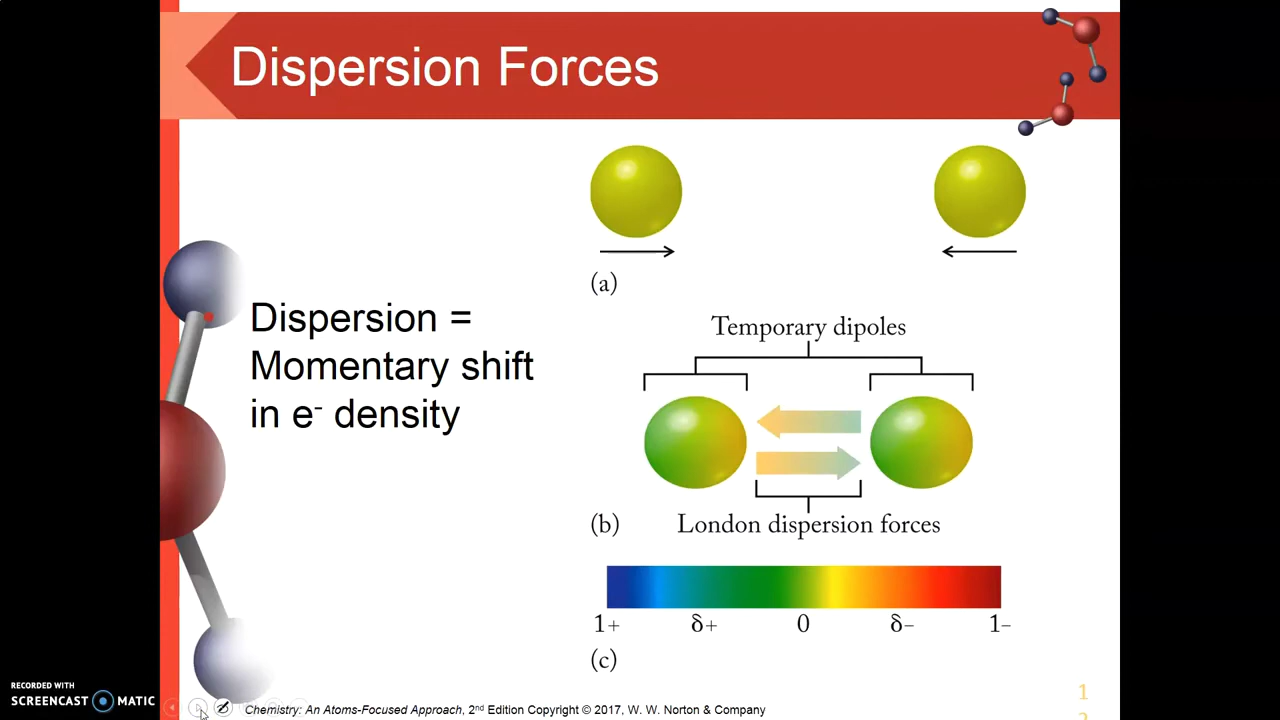 Dispersion Forces
(a)
Dispersion =
Momentary shift
in e⁻ density
Temporary dipoles
(b)
London dispersion forces
1+ δ+ 0 δ− 1−
(c)
RECORDED WITH
SCREENCAST MATIC
Chemistry: An Atoms-Focused Approach, 2nd Edition Copyright © 2017, W. W. Norton & Company
1